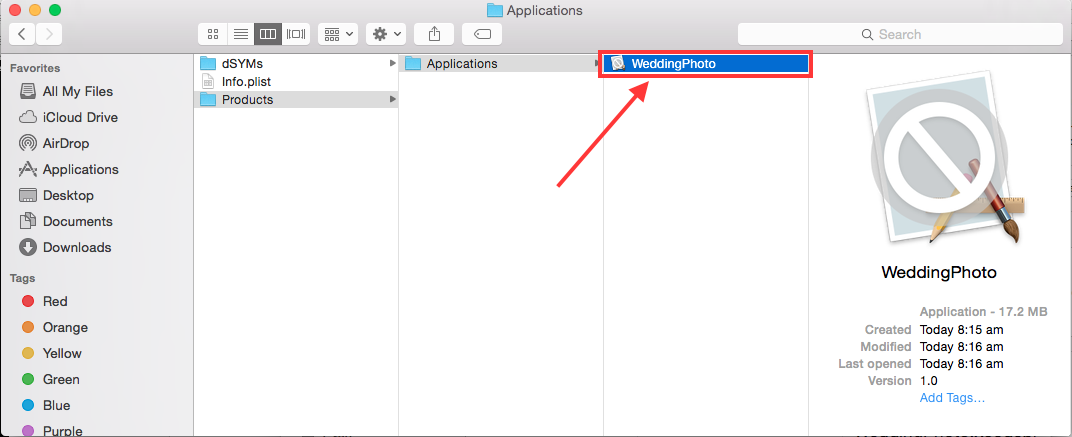 Applications
Search
Favorites
All My Files
iCloud Drive
AirDrop
Applications
Desktop
Documents
Downloads
Tags
Red
Orange
Yellow
Green
Blue
Purple
dSYMs
Info.plist
Products
Applications
WeddingPhoto
WeddingPhoto
Application - 17.2 MB
Created Today 8:15 am
Modified Today 8:16 am
Last opened Today 8:16 am
Version 1.0
Add Tags…